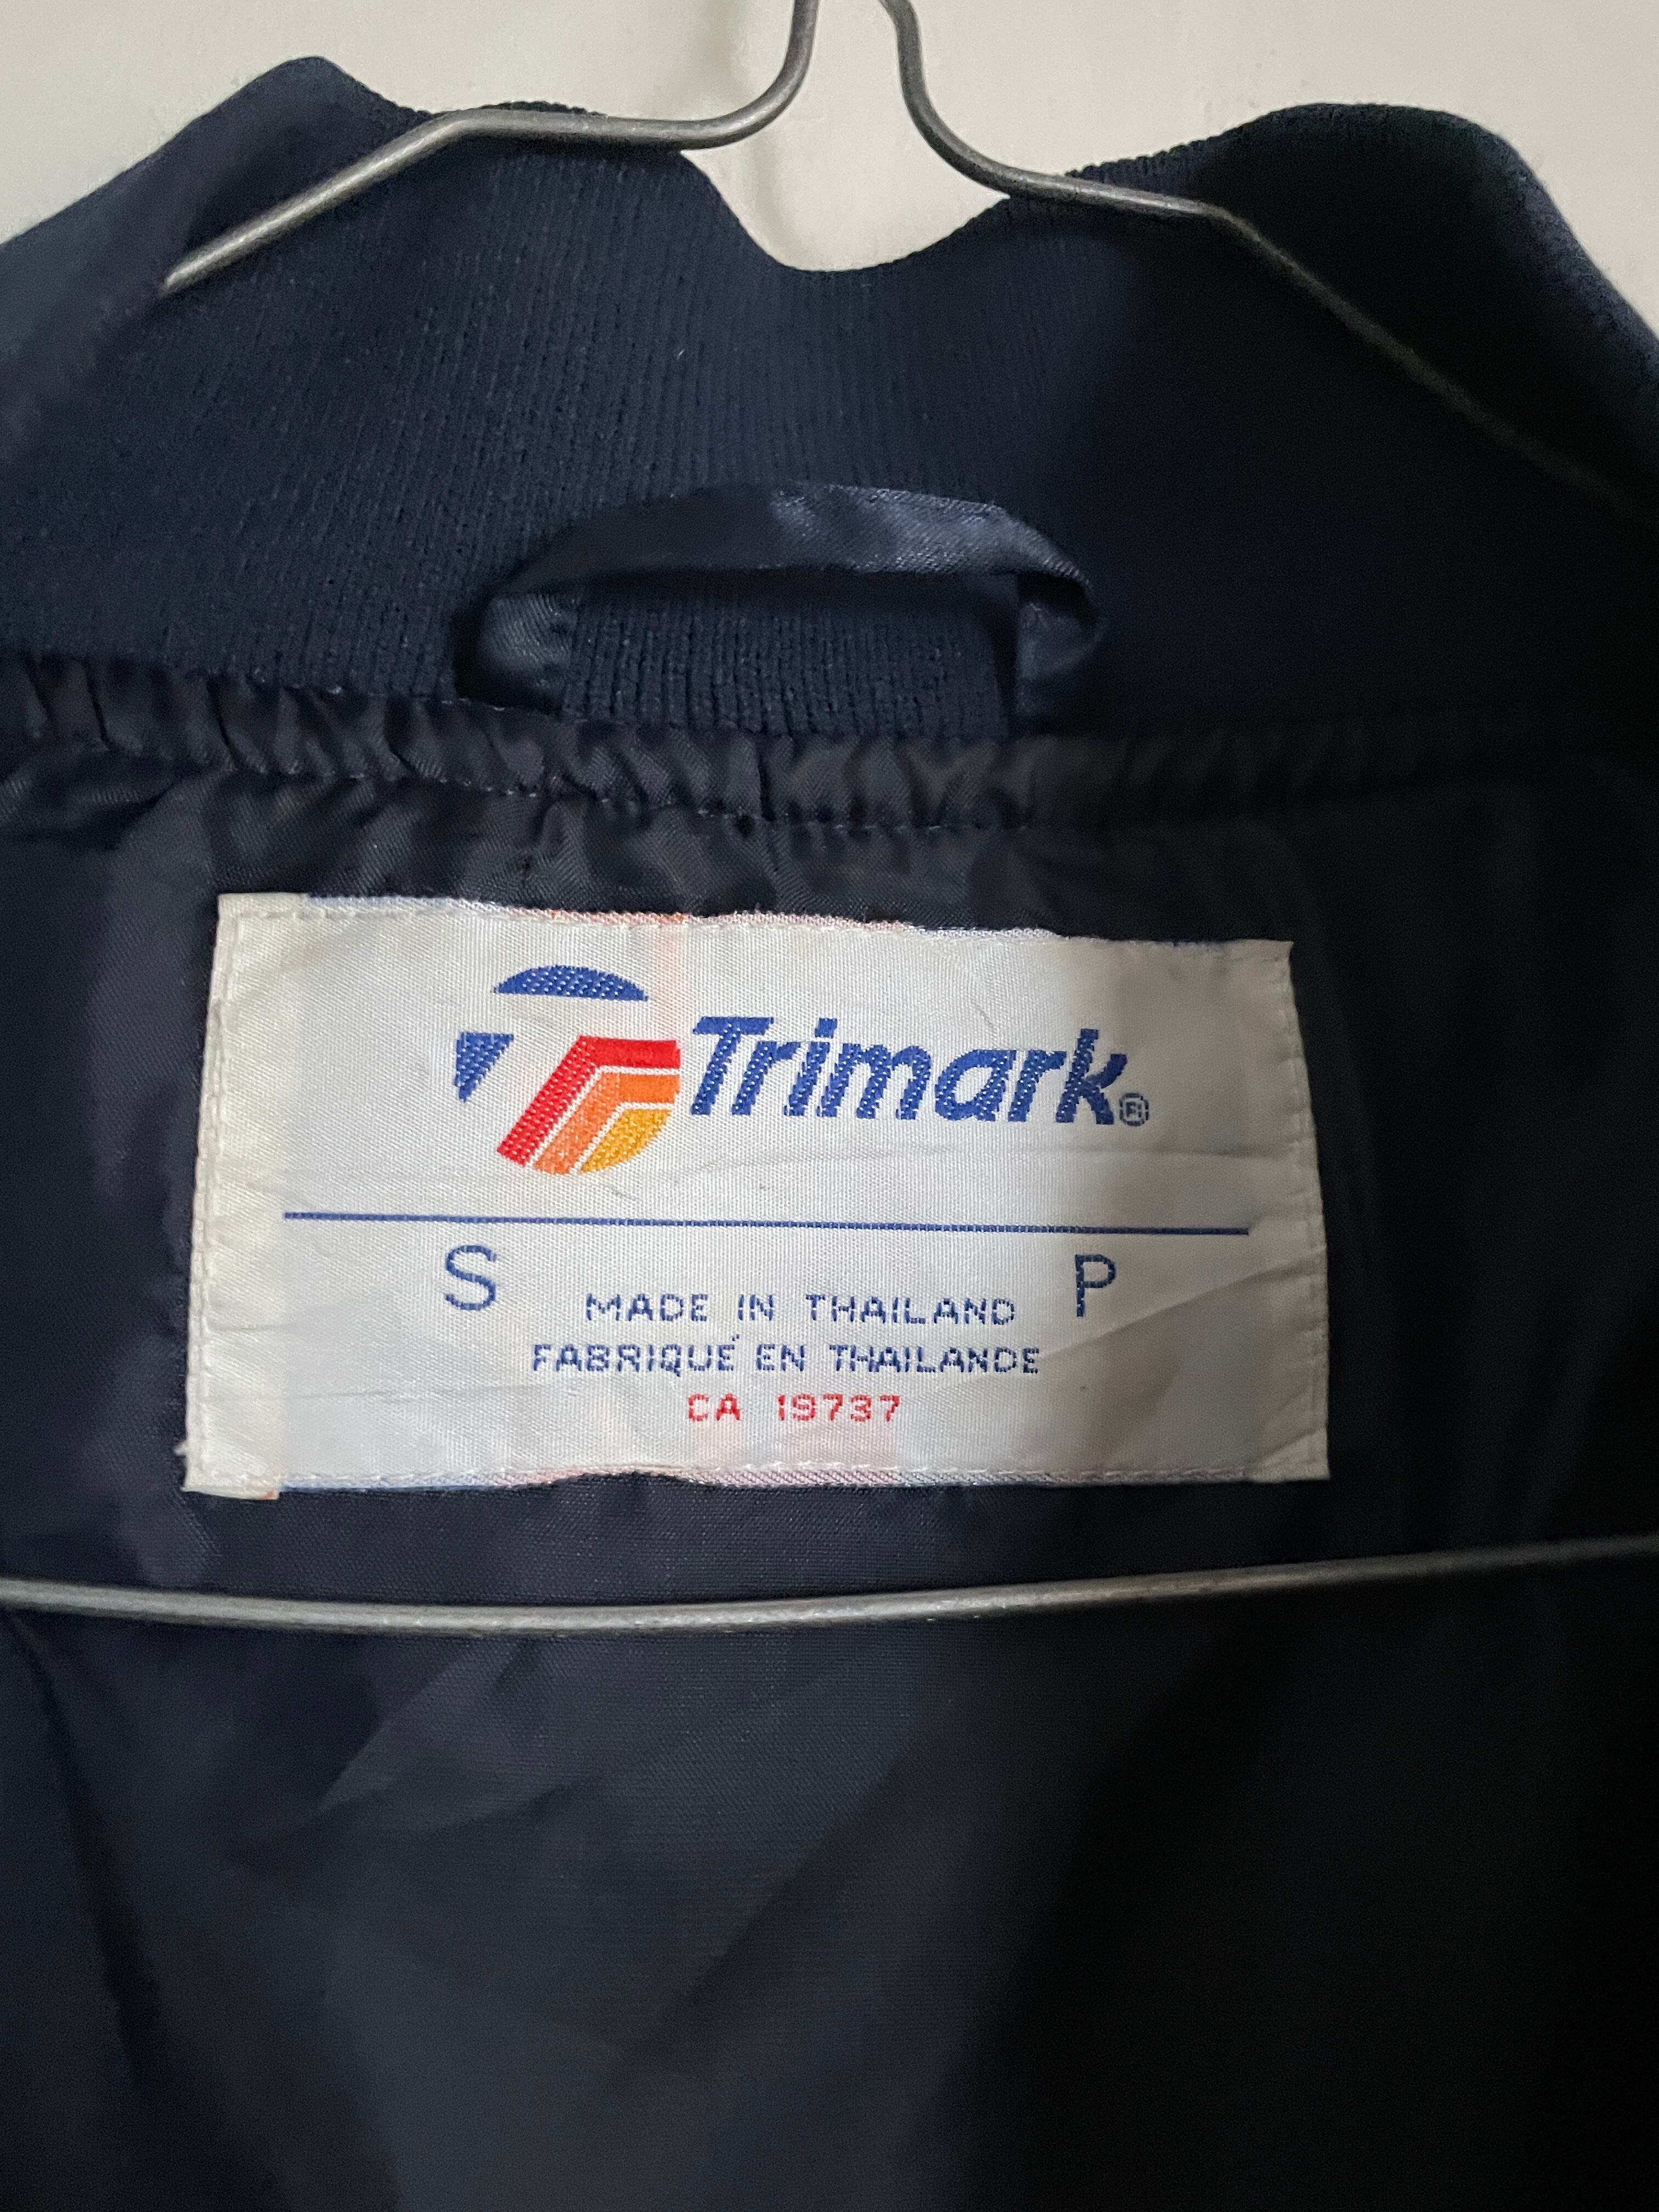 Trimark®
S P
MADE IN THAILAND
FABRIQUÉ EN THAILANDE
CA 19737